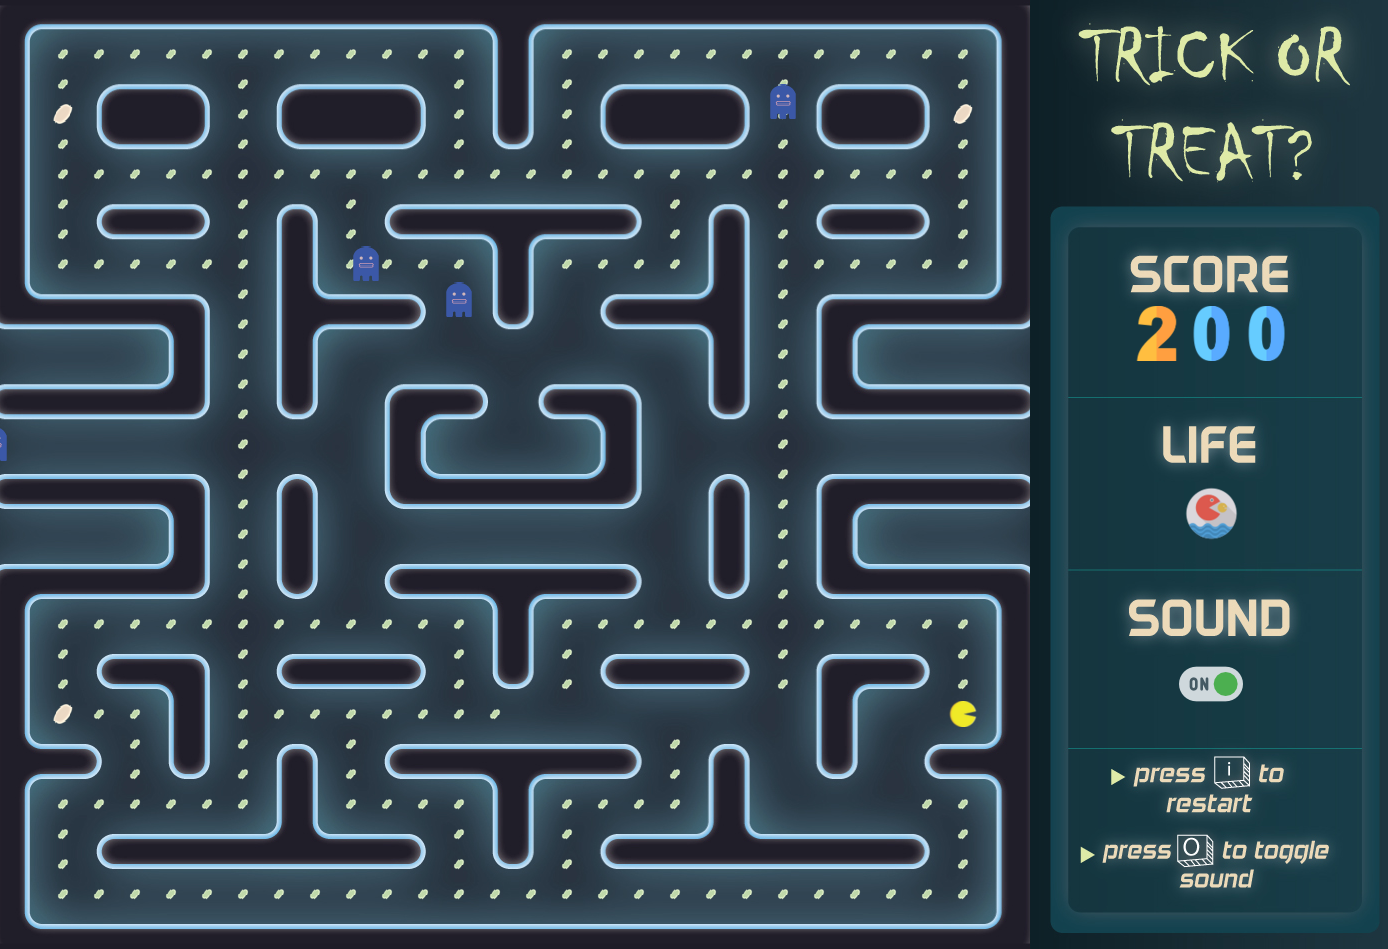 TRICK OR
TREAT?
SCORE
200
LIFE
SOUND
ON
press i to
restart
press O to toggle
sound